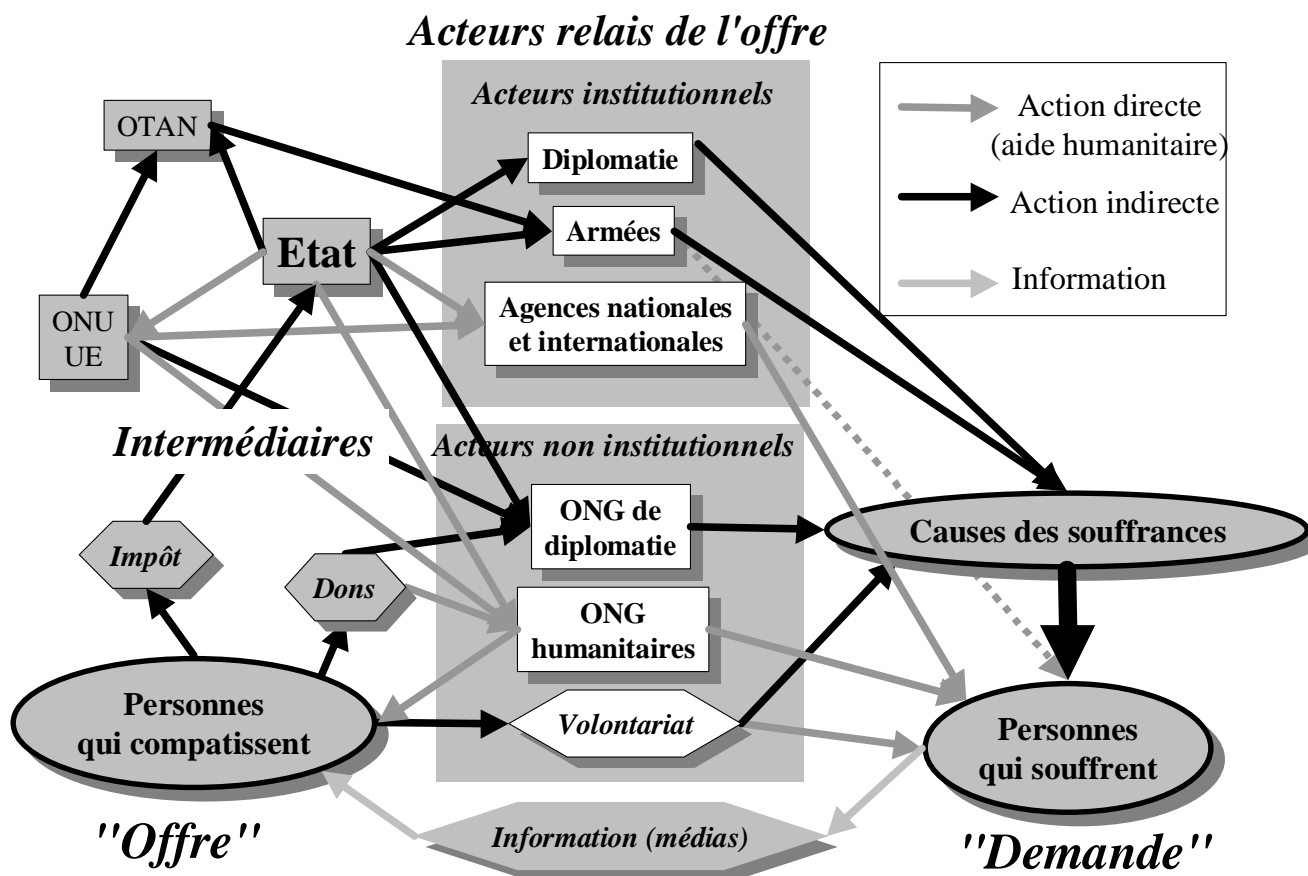 Acteurs relais de l'offre
Acteurs institutionnels
OTAN
Diplomatie
Armées
Etat
Agences nationales
et internationales
ONU
UE
Action directe
(aide humanitaire)
Action indirecte
Information
Intermédiaires
Acteurs non institutionnels
ONG de
diplomatie
Causes des souffrances
Impôt
Dons
ONG
humanitaires
Personnes
qui compatissent
Volontariat
Personnes
qui souffrent
Information (médias)
"Offre"
"Demande"